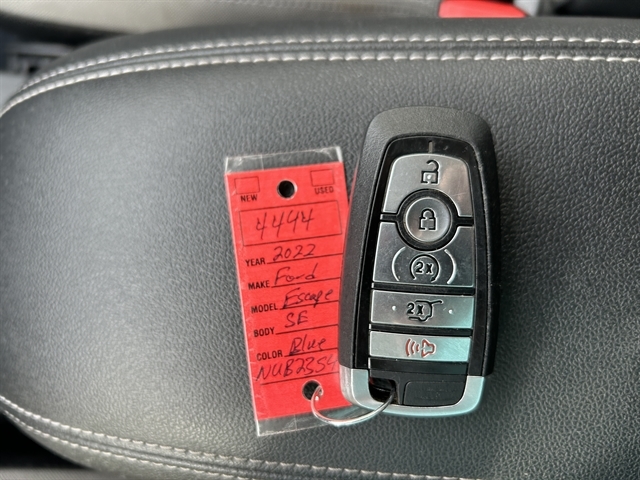 NEW USED
4444
YEAR 2022
MAKE Ford
MODEL Escape
BODY SE
COLOR Blue
NUB2354
2x
2x